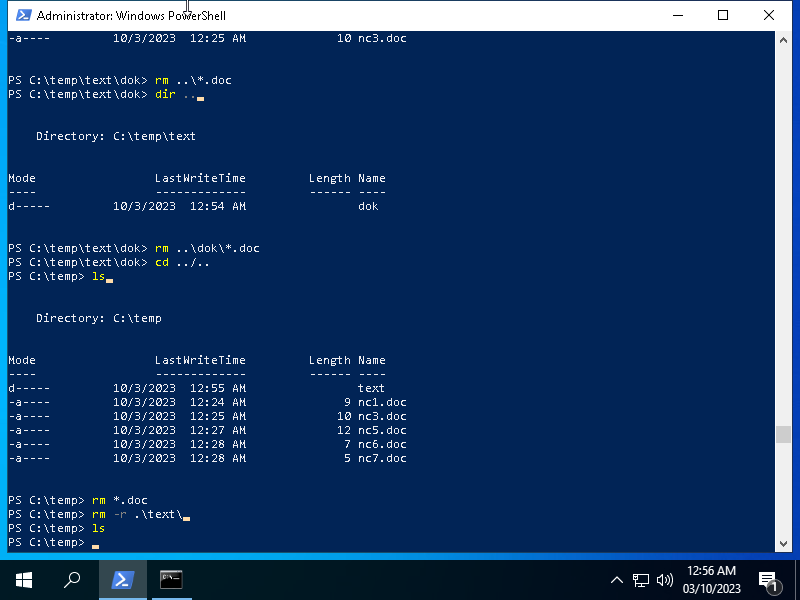 Administrator: Windows PowerShell
-a---- 10/3/2023 12:25 AM 10 nc3.doc
PS C:\temp\text\dok> rm ..\*.doc
PS C:\temp\text\dok> dir ..
Directory: C:\temp\text
Mode LastWriteTime Length Name
---- ------------- ------ ----
d----- 10/3/2023 12:54 AM dok
PS C:\temp\text\dok> rm ..\dok\*.doc
PS C:\temp\text\dok> cd ../..
PS C:\temp> ls
Directory: C:\temp
Mode LastWriteTime Length Name
---- ------------- ------ ----
d----- 10/3/2023 12:55 AM text
-a---- 10/3/2023 12:24 AM 9 nc1.doc
-a---- 10/3/2023 12:25 AM 10 nc3.doc
-a---- 10/3/2023 12:27 AM 12 nc5.doc
-a---- 10/3/2023 12:28 AM 7 nc6.doc
-a---- 10/3/2023 12:28 AM 5 nc7.doc
PS C:\temp> rm *.doc
PS C:\temp> rm -r .\text\
PS C:\temp> ls
PS C:\temp>
12:56 AM
03/10/2023
1